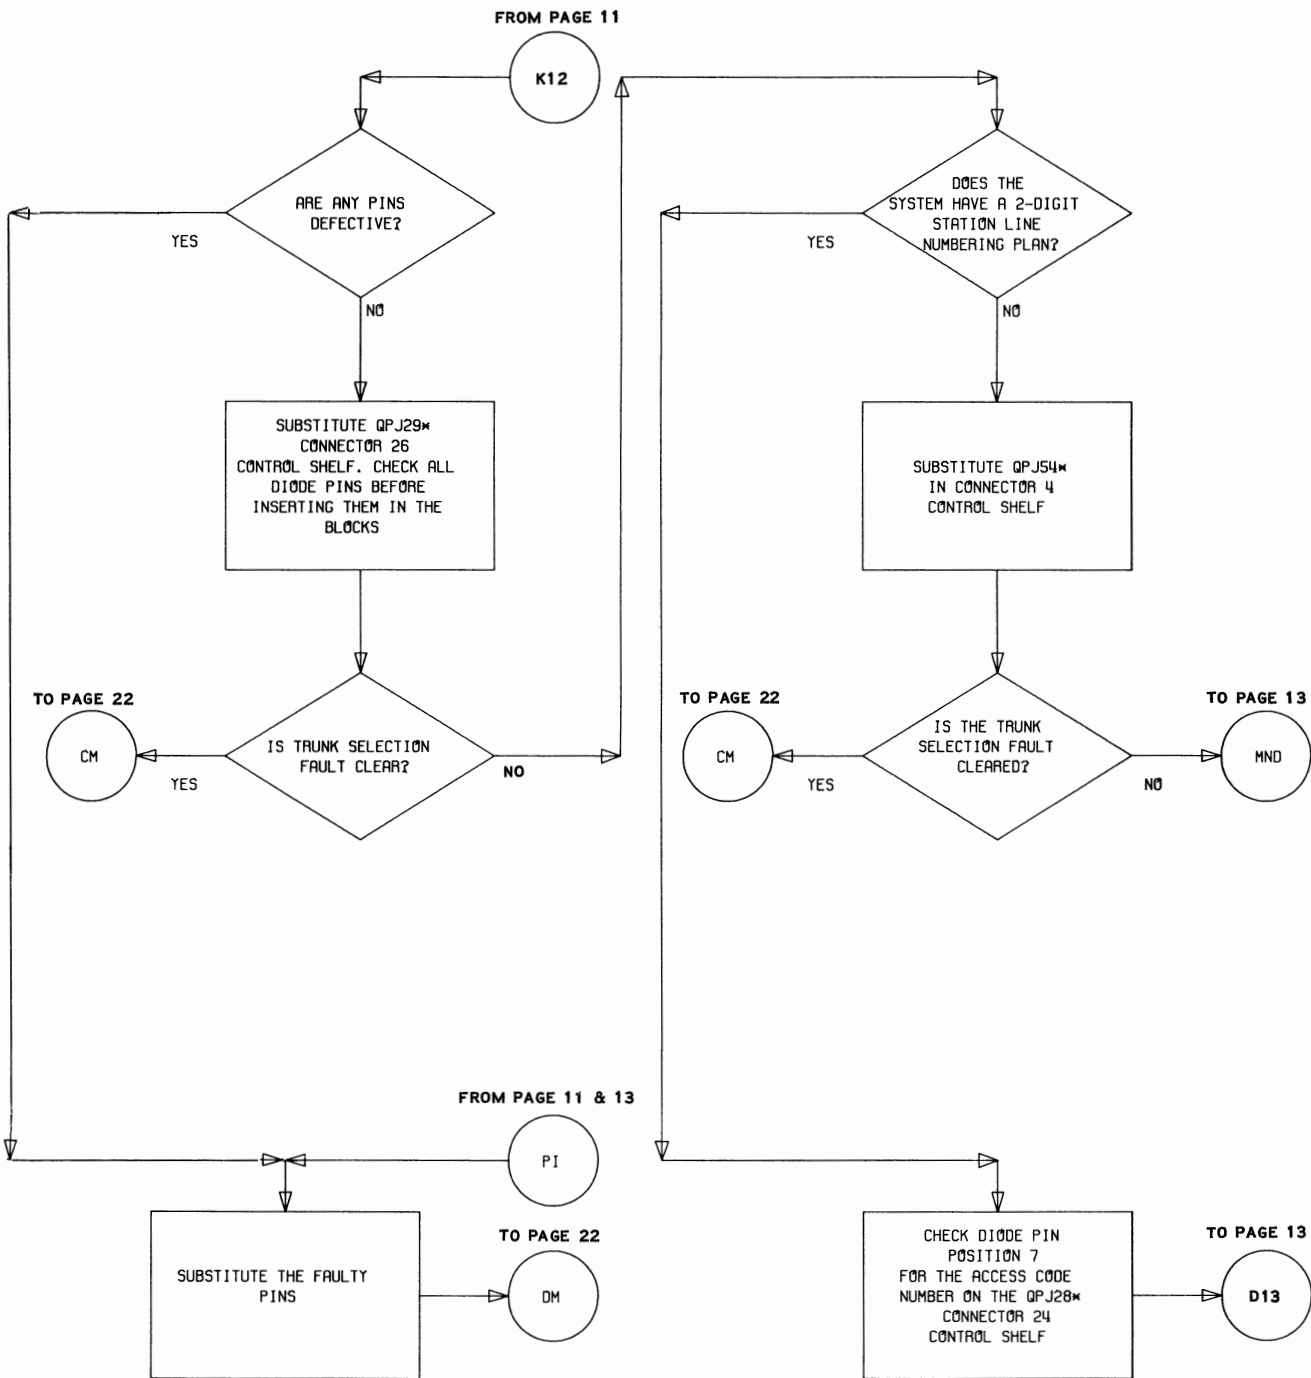 FROM PAGE 11
K12
ARE ANY PINS
DEFECTIVE?
YES
NO
SUBSTITUTE QPJ29*
CONNECTOR 26
CONTROL SHELF. CHECK ALL
DIODE PINS BEFORE
INSERTING THEM IN THE
BLOCKS
TO PAGE 22
CM
IS TRUNK SELECTION
FAULT CLEAR?
YES
NO
DOES THE
SYSTEM HAVE A 2-DIGIT
STATION LINE
NUMBERING PLAN?
YES
NO
SUBSTITUTE QPJ54*
IN CONNECTOR 4
CONTROL SHELF
TO PAGE 22
CM
IS THE TRUNK
SELECTION FAULT
CLEARED?
YES
NO
TO PAGE 13
MND
FROM PAGE 11 & 13
PI
SUBSTITUTE THE FAULTY
PINS
TO PAGE 22
DM
CHECK DIODE PIN
POSITION 7
FOR THE ACCESS CODE
NUMBER ON THE QPJ28*
CONNECTOR 24
CONTROL SHELF
TO PAGE 13
D13